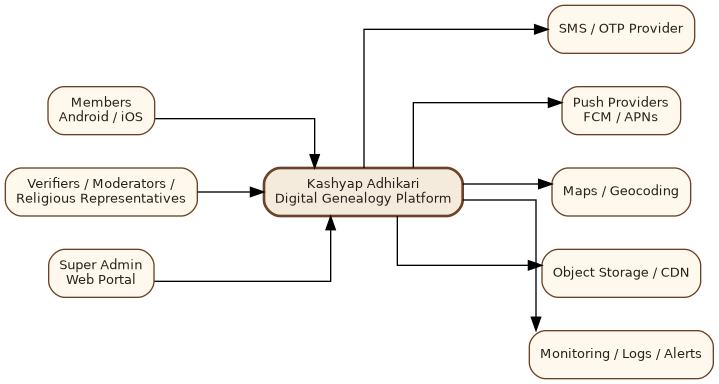 SMS / OTP Provider
Members
Android / iOS
Push Providers
FCM / APNs
Verifiers / Moderators /
Religious Representatives
Kashyap Adhikari
Digital Genealogy Platform
Maps / Geocoding
Super Admin
Web Portal
Object Storage / CDN
Monitoring / Logs / Alerts